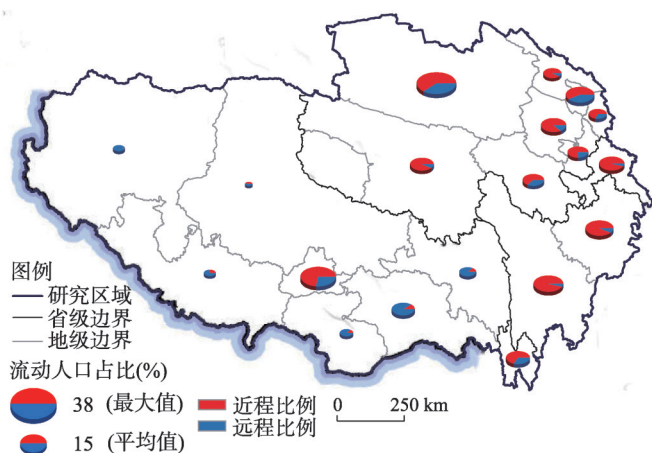 图例
研究区域
省级边界
地级边界
流动人口占比(%)
38 (最大值)
15 (平均值)
近程比例
远程比例
0 250 km